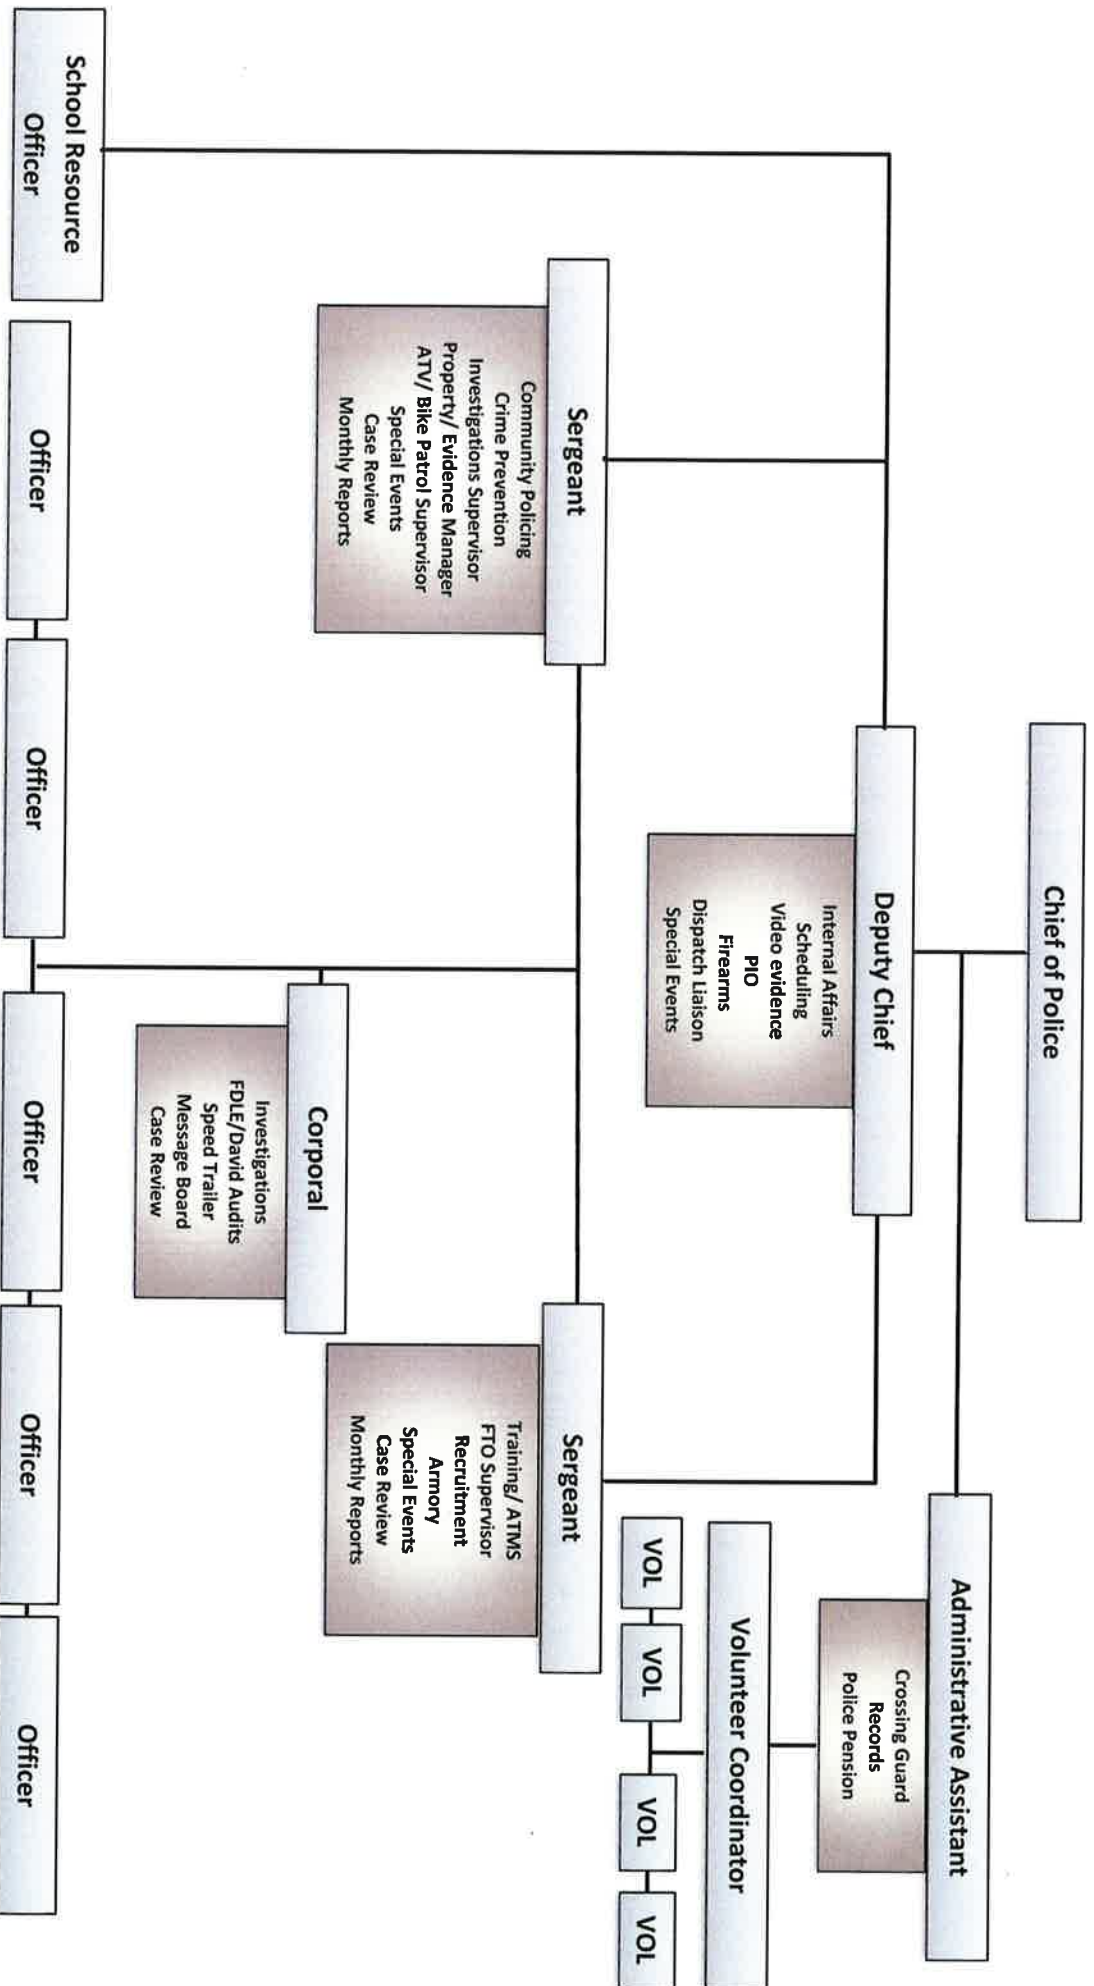 Chief of Police
Deputy Chief
Internal Affairs
Scheduling
Video evidence
PIO
Firearms
Dispatch Liaison
Special Events
Administrative Assistant
Crossing Guard
Records
Police Pension
Volunteer Coordinator
VOL
VOL
VOL
VOL
Sergeant
Community Policing
Crime Prevention
Investigations Supervisor
Property/ Evidence Manager
ATV/ Bike Patrol Supervisor
Special Events
Case Review
Monthly Reports
Sergeant
Training/ ATMS
FTO Supervisor
Recruitment
Armory
Special Events
Case Review
Monthly Reports
Corporal
Investigations
FDLE/David Audits
Speed Trailer
Message Board
Case Review
School Resource
Officer
Officer
Officer
Officer
Officer
Officer